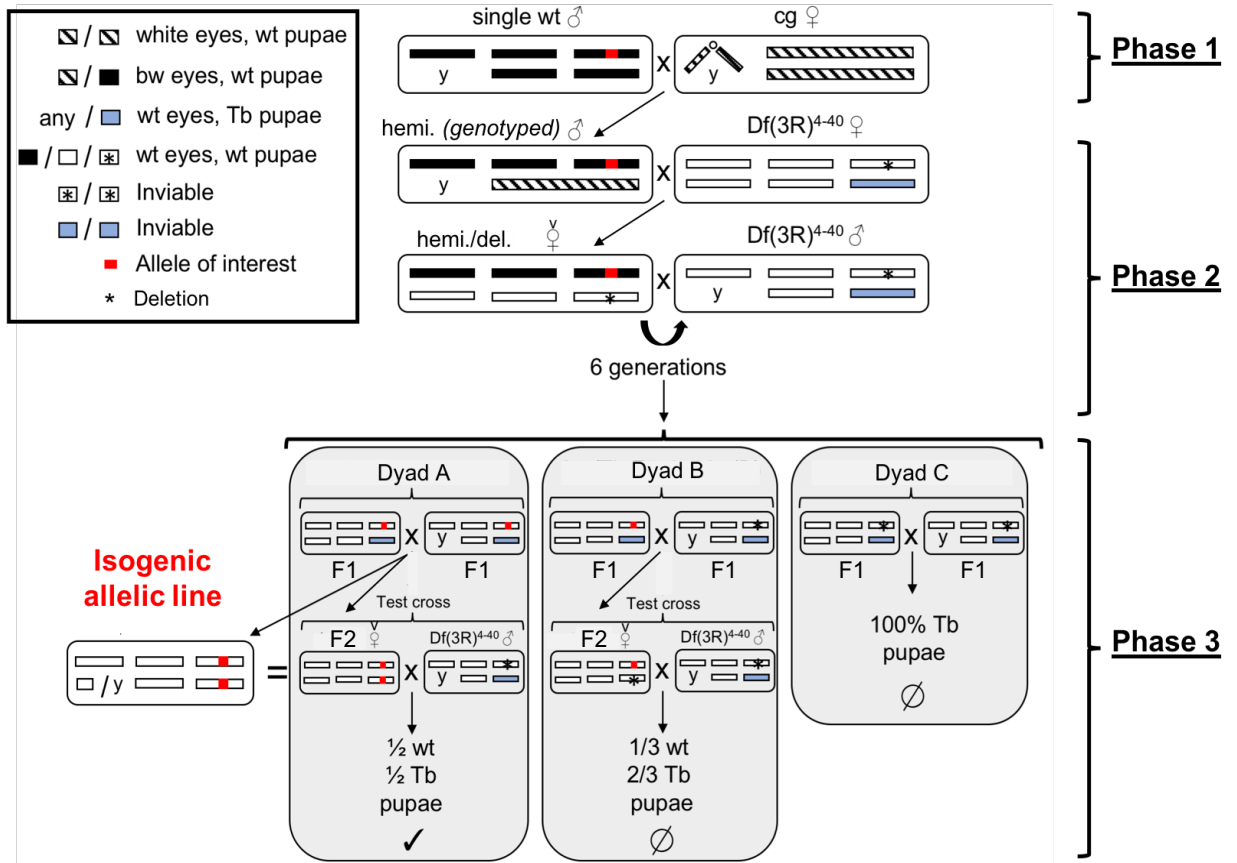 single wt ♂
cg ♀
Phase 1
/ white eyes, wt pupae
/ bw eyes, wt pupae
any / wt eyes, Tb pupae
/ / * wt eyes, wt pupae
* / * Inviable
/ Inviable
Allele of interest
* Deletion
y
x
y
hemi. (genotyped) ♂
Df(3R)4-40 ♀
y
x
*
hemi./del. v ♀
Df(3R)4-40 ♂
*
x
y
*
Phase 2
6 generations
Dyad A
Dyad B
Dyad C
x
y
x
y
*
*
x
y
*
F1
F1
F1
F1
F1
F1
Isogenic
allelic line
Test cross
Test cross
F2 v ♀
Df(3R)4-40 ♂
F2 v ♀
Df(3R)4-40 ♂
100% Tb
pupae
∅
Phase 3
/ y
=
x
y
*
*
x
y
*
½ wt
½ Tb
pupae
✓
1/3 wt
2/3 Tb
pupae
∅